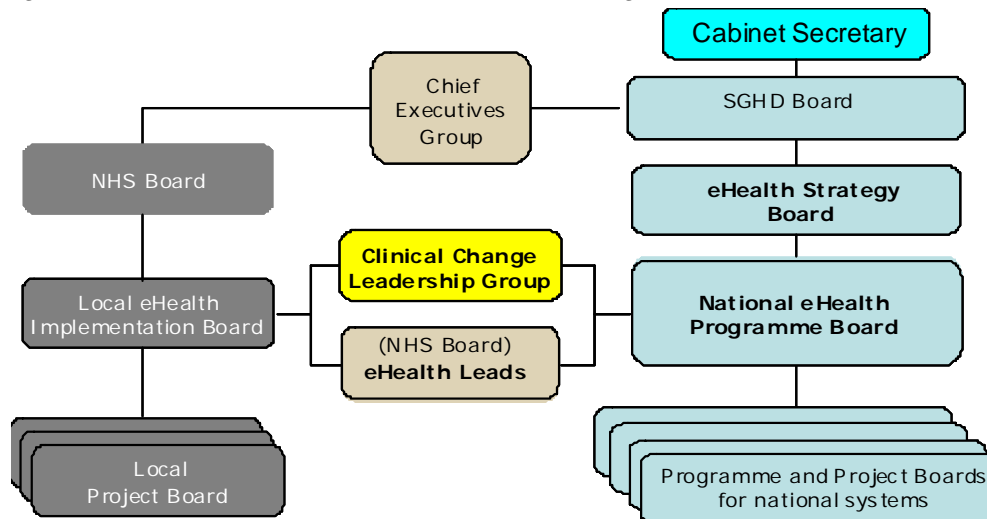 Cabinet Secretary
Chief
Executives
Group
SGHD Board
NHS Board
eHealth Strategy
Board
Clinical Change
Leadership Group
Local eHealth
Implementation Board
National eHealth
Programme Board
(NHS Board)
eHealth Leads
Local
Project Board
Programme and Project Boards
for national systems